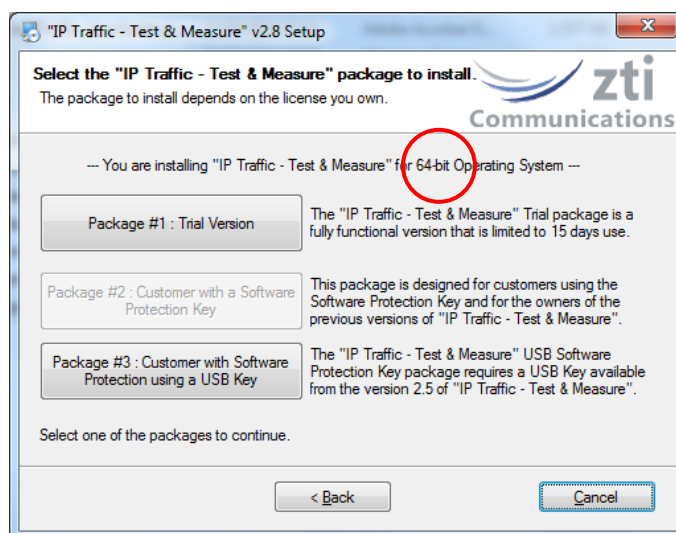 "IP Traffic - Test & Measure" v2.8 Setup
Select the "IP Traffic - Test & Measure" package to install.
The package to install depends on the license you own.
zti
Communications
--- You are installing "IP Traffic - Test & Measure" for 64-bit Operating System ---
Package #1 : Trial Version
The "IP Traffic - Test & Measure" Trial package is a
fully functional version that is limited to 15 days use.
Package #2 : Customer with a Software
Protection Key
This package is designed for customers using the
Software Protection Key and for the owners of the
previous versions of "IP Traffic - Test & Measure".
Package #3 : Customer with Software
Protection using a USB Key
The "IP Traffic - Test & Measure" USB Software
Protection Key package requires a USB Key available
from the version 2.5 of "IP Traffic - Test & Measure".
Select one of the packages to continue.
< Back
Cancel